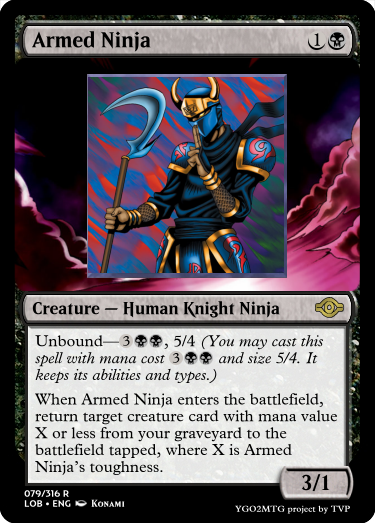 Armed Ninja 1
Creature — Human Knight Ninja
Unbound—3, 5/4 (You may cast this
spell with mana cost 3 and size 5/4. It
keeps its abilities and types.)
When Armed Ninja enters the battlefield,
return target creature card with mana value
X or less from your graveyard to the
battlefield tapped, where X is Armed
Ninja's toughness.
3/1
079/316 R
LOB • ENG Konami
YGO2MTG project by TVP